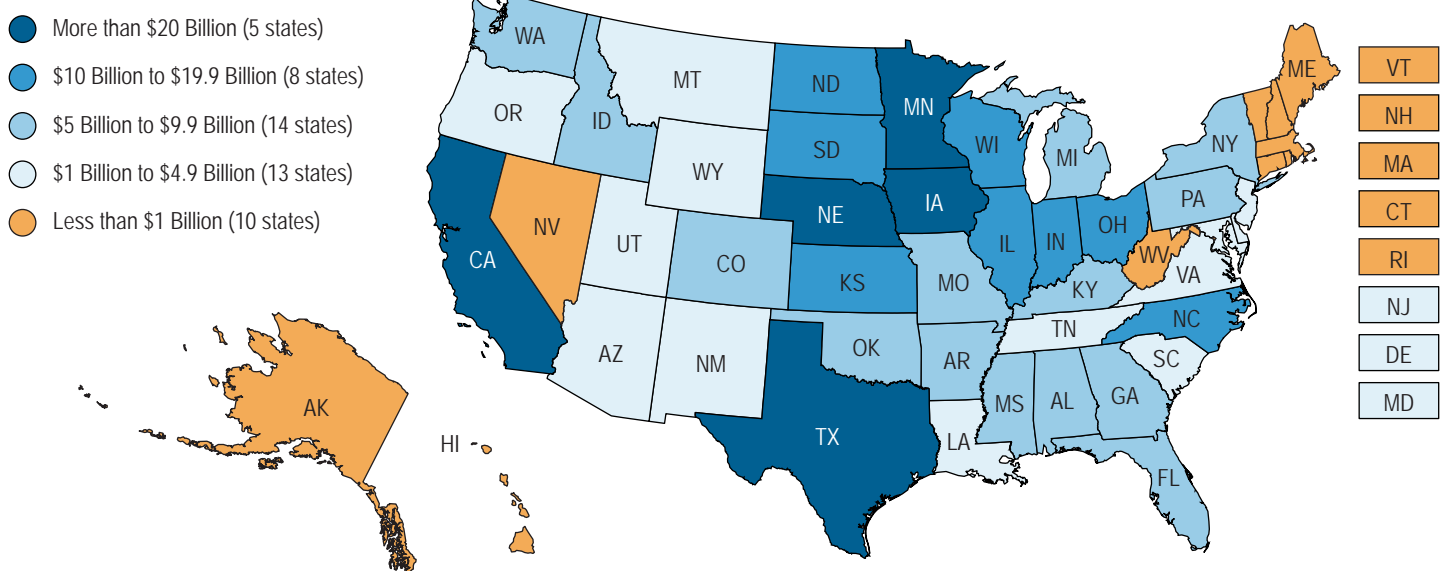 More than $20 Billion (5 states)
$10 Billion to $19.9 Billion (8 states)
$5 Billion to $9.9 Billion (14 states)
$1 Billion to $4.9 Billion (13 states)
Less than $1 Billion (10 states)
WA
MT
ND
MN
ME
OR
ID
SD
WI
MI
NY
WY
NE
IA
PA
NV
UT
CO
KS
IL
IN
OH
WV
VA
CA
MO
KY
TN
NC
AZ
NM
OK
AR
SC
MS
AL
GA
TX
LA
FL
AK
HI
VT
NH
MA
CT
RI
NJ
DE
MD